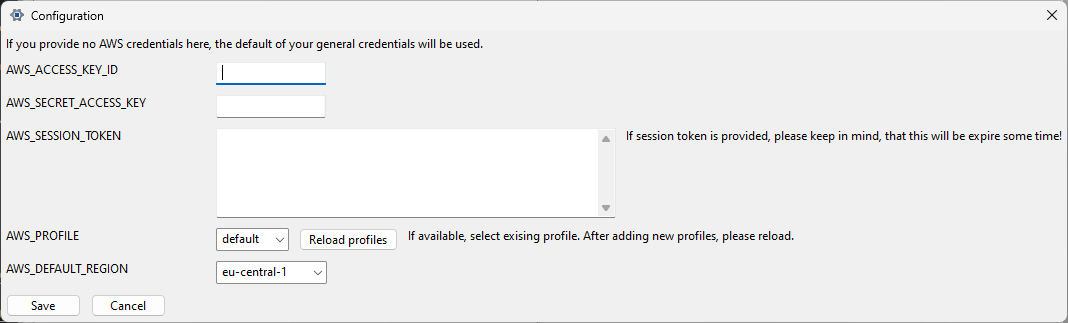 Configuration
If you provide no AWS credentials here, the default of your general credentials will be used.
AWS_ACCESS_KEY_ID
AWS_SECRET_ACCESS_KEY
AWS_SESSION_TOKEN If session token is provided, please keep in mind, that this will be expire some time!
AWS_PROFILE default Reload profiles If available, select exising profile. After adding new profiles, please reload.
AWS_DEFAULT_REGION eu-central-1
Save Cancel